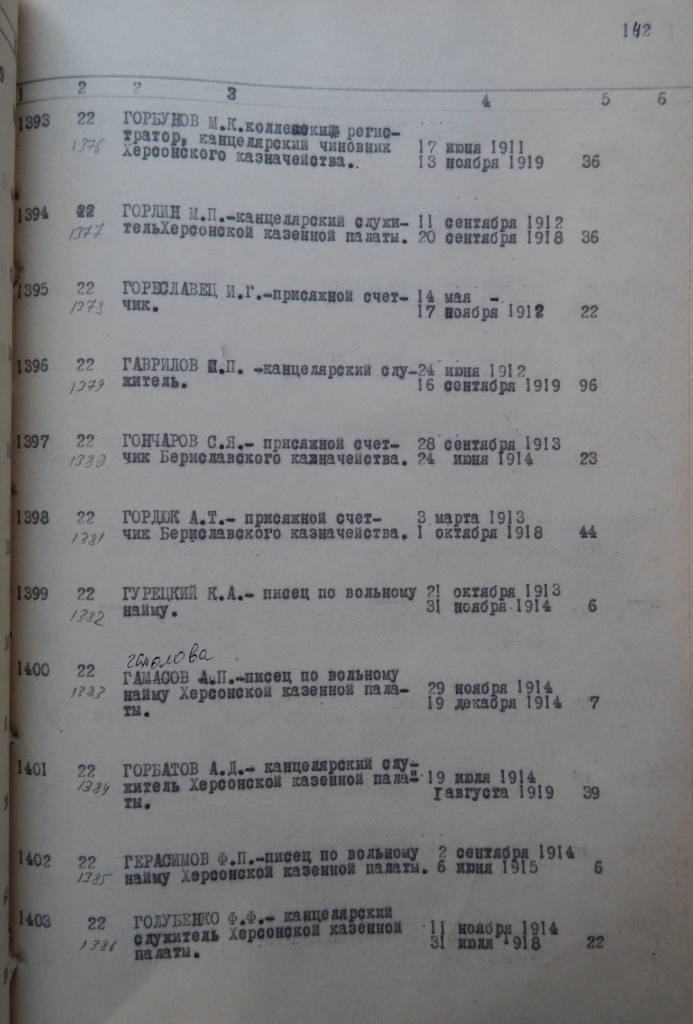 142
1 2 2 3 4 5 6
1393 22 ГОРБУНОВ М.К.коллежский регис-
1376 тратор, канцелярский чиновник 17 июня 1911
Херсонского казначейства.. 13 ноября 1919 36
1394 22 ГОРЛИН М.П.-канцелярский служи- 11 сентября 1912
1377 тельХерсонской казенной палаты. 20 сентября 1918 36
1395 22 ГОРЕСЛАВЕЦ И.Г.-присяжной счет- 14 мая -
1378 чик. 17 ноября 1912 22
1396 22 ГАВРИЛОВ И.П. -канцелярский слу- 24 июня 1912
1379 житель. 16 сентября 1919 96
1397 22 ГОНЧАРОВ С.Я.- присяжной счет- 28 сентября 1913
1380 чик Бериславского казначейства. 24 июня 1914 23
1398 22 ГОРДЮК А.Т.- присяжной счет- 3 марта 1913
1381 чик Бериславского казначейства. 1 октября 1918 44
1399 22 ГУРЕЦКИЙ К.А.- писец по вольному 21 октября 1913
1382 найму. 31 ноября 1914 6
1400 22 ГАМАСОВ А.П.-писец по вольному
1383 найму Херсонской казенной пала- 29 ноября 1914
ты. 19 декабря 1914 7
1401 22 ГОРБАТОВ А.Д.- канцелярский слу-
1384 житель Херсонской казенной пала- 19 июля 1914
ты. 1августа 1919 39
1402 22 ГЕРАСИМОВ Ф.П.-писец по вольному 2 сентября 1914
1385 найму Херсонской казенной палаты. 6 июня 1915 6
1403 22 ГОЛУБЕНКО Ф.Ф.- канцелярский
1386 служитель Херсонской казенной 11 ноября 1914
палаты. 31 июля 1918 22